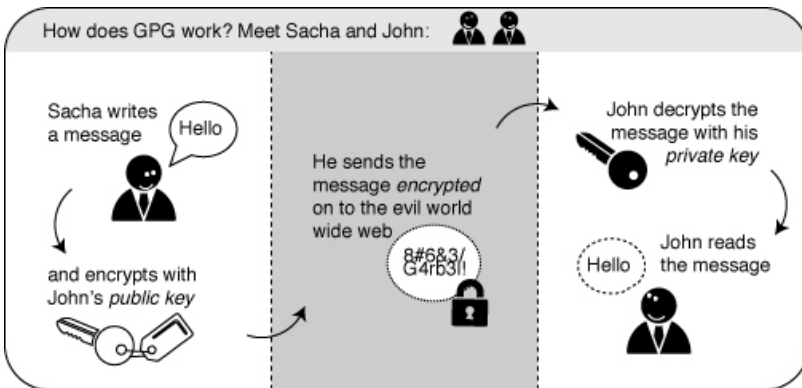 How does GPG work? Meet Sacha and John:
Sacha writes
a message
Hello
and encrypts with
John's public key
He sends the
message encrypted
on to the evil world
wide web
8#6&3/
G4rb3l!
John decrypts the
message with his
private key
Hello
John reads
the message